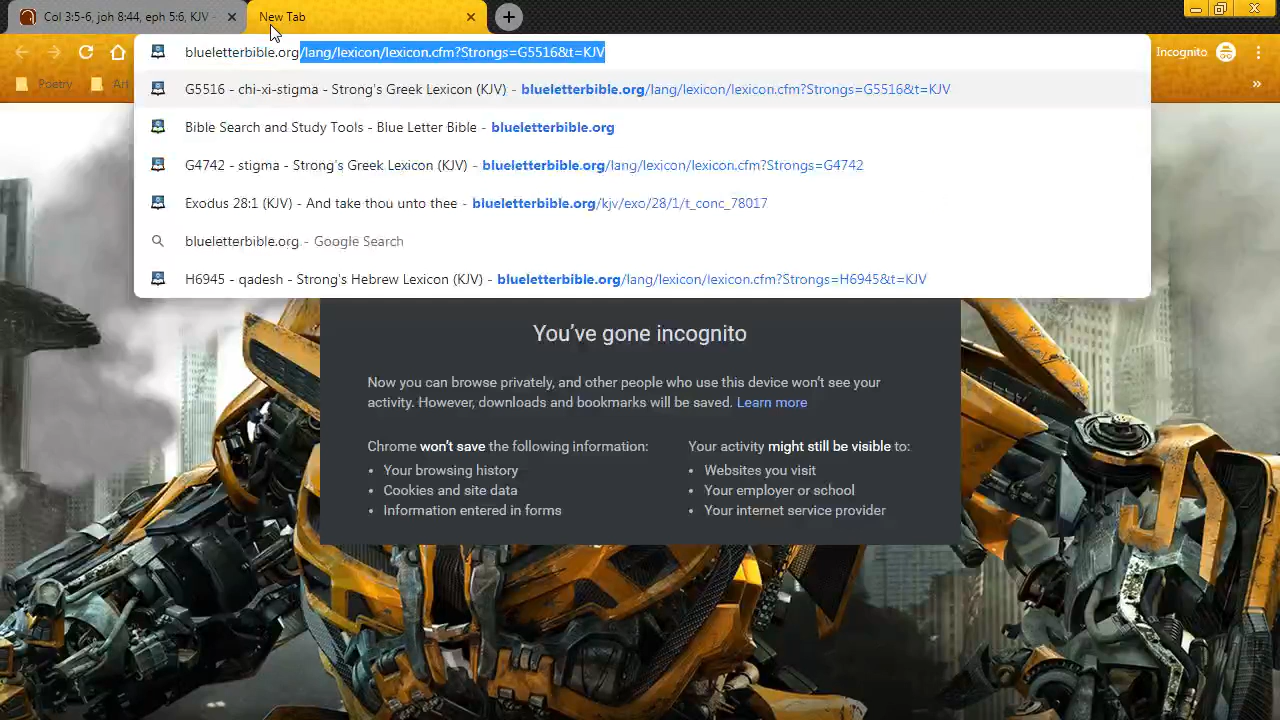 Col 3:5-6, joh 8:44, eph 5:6, KJV -
New Tab
blueletterbible.org/lang/lexicon/lexicon.cfm?Strongs=G5516&t=KJV
Incognito
G5516 - chi-xi-stigma - Strong's Greek Lexicon (KJV) - blueletterbible.org/lang/lexicon/lexicon.cfm?Strongs=G5516&t=KJV
Poetry
Art
»
Bible Search and Study Tools - Blue Letter Bible - blueletterbible.org
G4742 - stigma - Strong's Greek Lexicon (KJV) - blueletterbible.org/lang/lexicon/lexicon.cfm?Strongs=G4742
Exodus 28:1 (KJV) - And take thou unto thee - blueletterbible.org/kjv/exo/28/1/t_conc_78017
blueletterbible.org - Google Search
H6945 - qadesh - Strong's Hebrew Lexicon (KJV) - blueletterbible.org/lang/lexicon/lexicon.cfm?Strongs=H6945&t=KJV
You've gone incognito
Now you can browse privately, and other people who use this device won't see your
activity. However, downloads and bookmarks will be saved. Learn more
Chrome won't save the following information:
• Your browsing history
• Cookies and site data
• Information entered in forms
Your activity might still be visible to:
• Websites you visit
• Your employer or school
• Your internet service provider